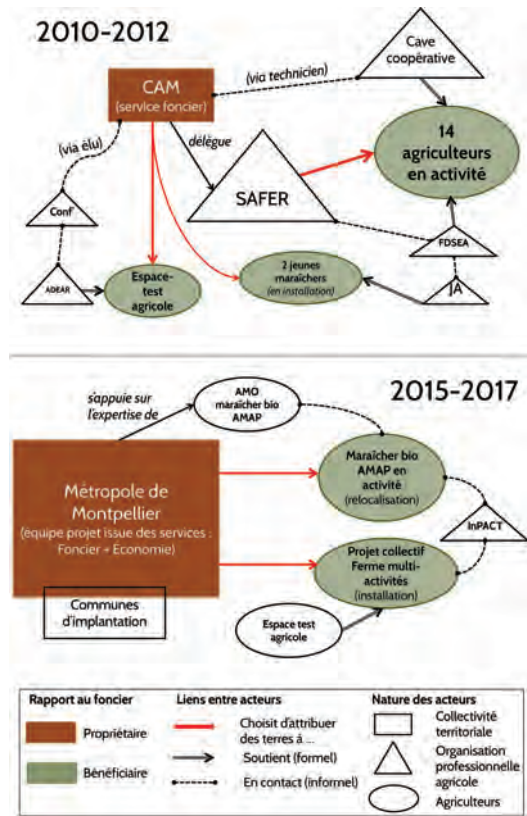 2010-2012
Cave
coopérative
(via technicien)
CAM
(service foncier)
(via élu)
délègue
14
agriculteurs
en activité
SAFER
Conf
FDSEA
ADEAR
Espace-
test
agricole
2 jeunes
maraîchers
(en installation)
JA
2015-2017
s'appuie sur
l'expertise de
AMO
maraîcher bio
AMAP
Métropole de
Montpellier
(equipe projet issue des services :
Foncier + Économie)
Maraîcher bio
AMAP en
activité
(relocalisation)
InPACT
Projet collectif
Ferme multi-
activités
(installation)
Communes
d'implantation
Espace test
agricole
Rapport au foncier
Propriétaire
Bénéficiaire
Liens entre acteurs
Choisit d'attribuer
des terres à ...
Soutient (formel)
En contact (informel)
Nature des acteurs
Collectivité
territoriale
Organisation
professionnelle
agricole
Agriculteurs